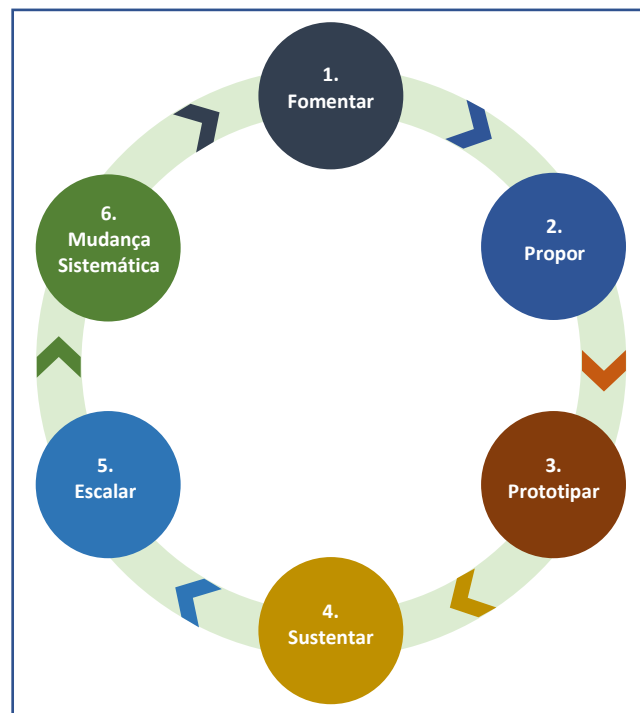 1.
Fomentar
2.
Propor
3.
Prototipar
4.
Sustentar
5.
Escalar
6.
Mudança
Sistemática